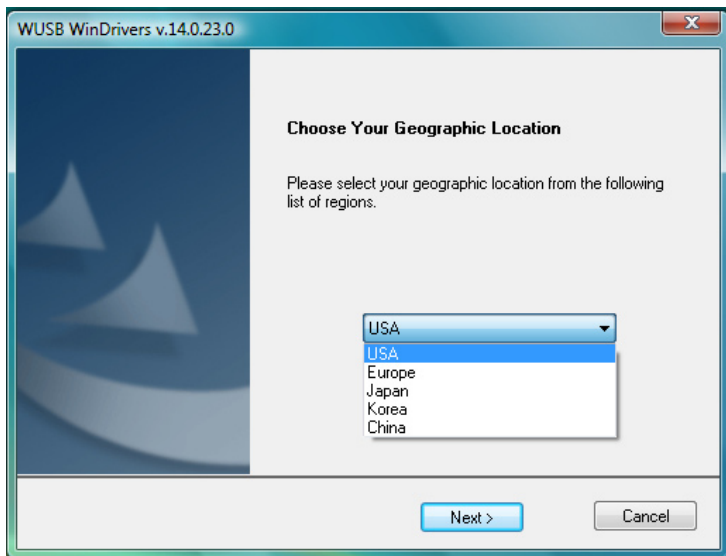 WUSB WinDrivers v.14.0.23.0
Choose Your Geographic Location
Please select your geographic location from the following
list of regions.
USA
USA
Europe
Japan
Korea
China
Next >
Cancel